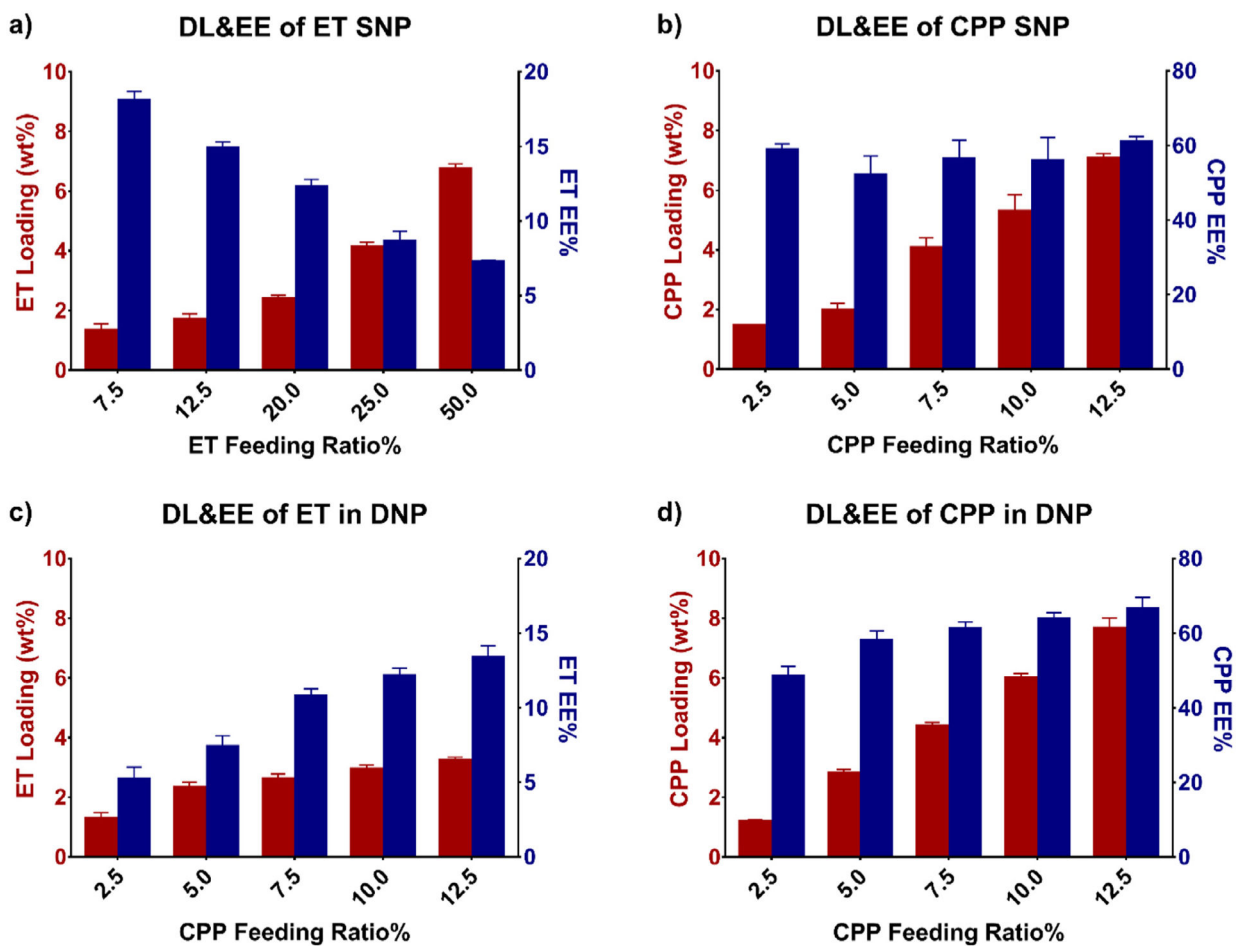 a)
DL&EE of ET SNP
ET Loading (wt%)
10
8
6
4
2
0
20
15
10
5
0
ET EE%
7.5 12.5 20.0 25.0 50.0
ET Feeding Ratio%
b)
DL&EE of CPP SNP
CPP Loading (wt%)
10
8
6
4
2
0
80
60
40
20
0
CPP EE%
2.5 5.0 7.5 10.0 12.5
CPP Feeding Ratio%
c)
DL&EE of ET in DNP
ET Loading (wt%)
10
8
6
4
2
0
20
15
10
5
0
ET EE%
2.5 5.0 7.5 10.0 12.5
CPP Feeding Ratio%
d)
DL&EE of CPP in DNP
CPP Loading (wt%)
10
8
6
4
2
0
80
60
40
20
0
CPP EE%
2.5 5.0 7.5 10.0 12.5
CPP Feeding Ratio%